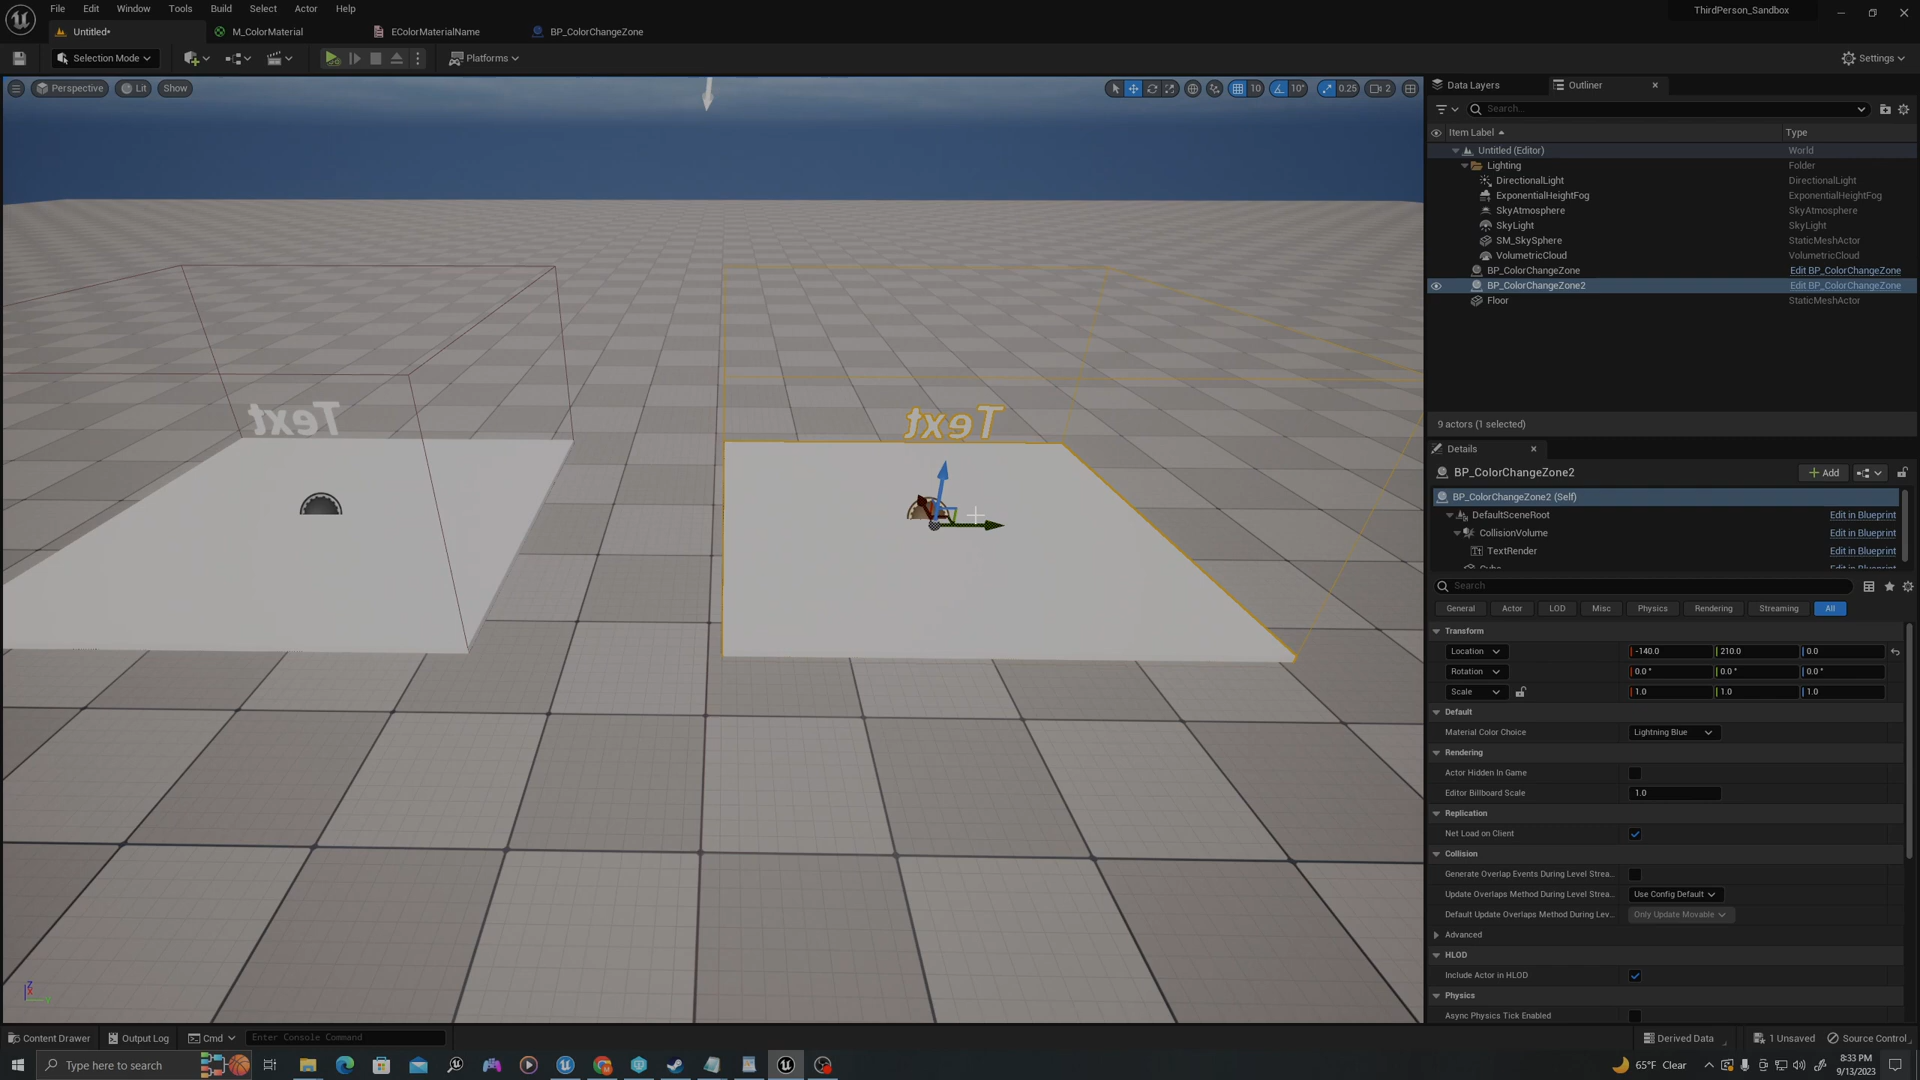 File Edit Window Tools Build Select Actor Help
ThirdPerson_Sandbox
Untitled* M_ColorMaterial EColorMaterialName BP_ColorChangeZone
Selection Mode Platforms Settings
Perspective Lit Show 10 10° 0.25 2
Data Layers Outliner
Search...
Item Label Type
Untitled (Editor) World
Lighting Folder
DirectionalLight DirectionalLight
ExponentialHeightFog ExponentialHeightFog
SkyAtmosphere SkyAtmosphere
SkyLight SkyLight
SM_SkySphere StaticMeshActor
VolumetricCloud VolumetricCloud
BP_ColorChangeZone Edit BP_ColorChangeZone
BP_ColorChangeZone2 Edit BP_ColorChangeZone
Floor StaticMeshActor
Text Text
9 actors (1 selected)
Details
BP_ColorChangeZone2 Add
BP_ColorChangeZone2 (Self)
DefaultSceneRoot Edit in Blueprint
CollisionVolume Edit in Blueprint
TextRender Edit in Blueprint
Cube Edit in Blueprint
Search
General Actor LOD Misc Physics Rendering Streaming All
Transform
Location -140.0 210.0 0.0
Rotation 0.0 ° 0.0 ° 0.0 °
Scale 1.0 1.0 1.0
Default
Material Color Choice Lightning Blue
Rendering
Actor Hidden In Game
Editor Billboard Scale 1.0
Replication
Net Load on Client
Collision
Generate Overlap Events During Level Strea...
Update Overlaps Method During Level Strea... Use Config Default
Default Update Overlaps Method During Lev... Only Update Movable
Advanced
HLOD
Include Actor in HLOD
Physics
Async Physics Tick Enabled
Z
Content Drawer Output Log Cmd Enter Console Command Derived Data 1 Unsaved Source Control
Type here to search 65°F Clear 8:33 PM
9/13/2023